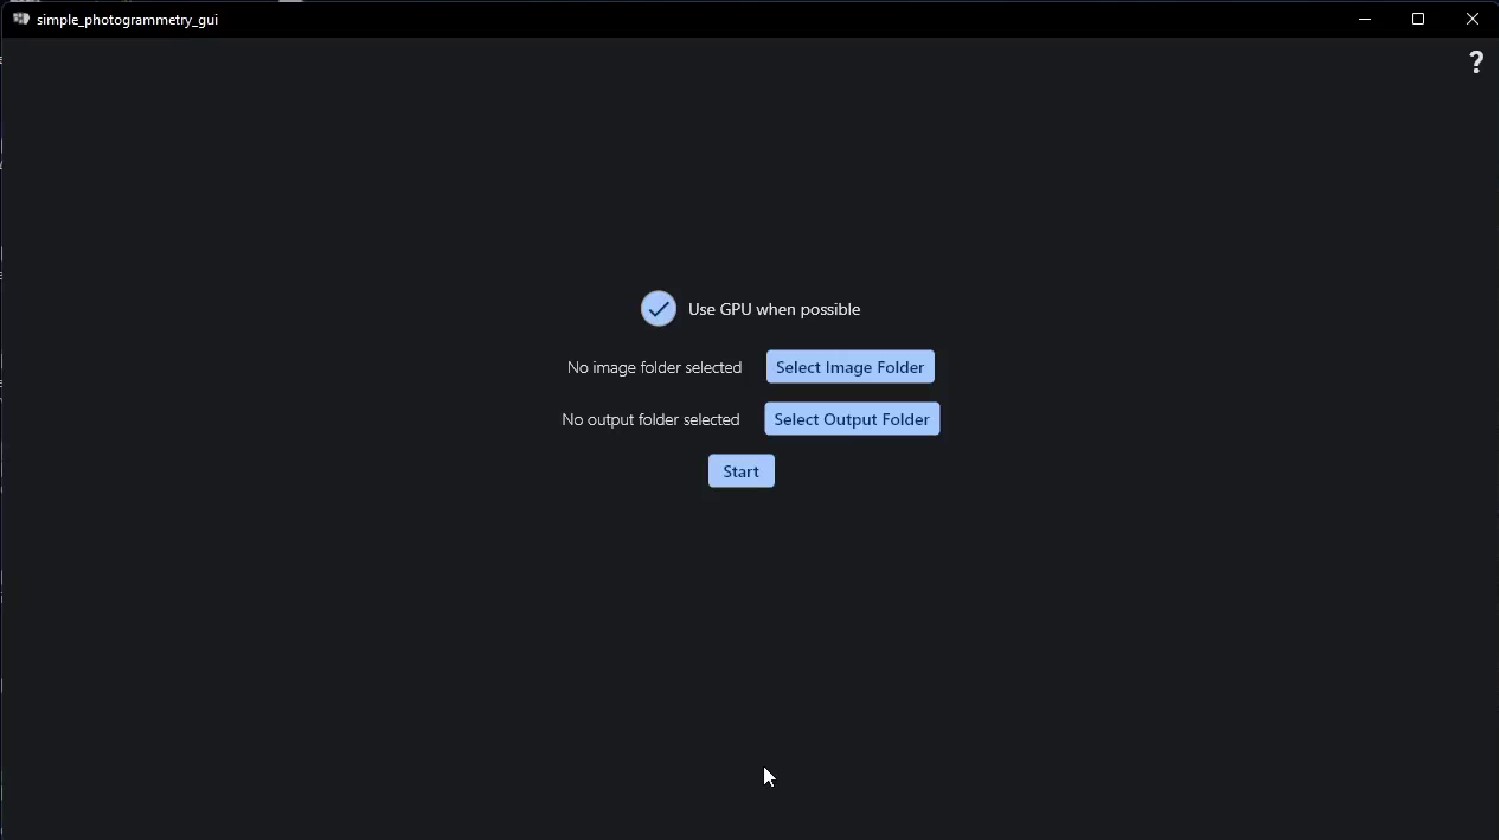 simple_photogrammetry_gui
?
Use GPU when possible
No image folder selected Select Image Folder
No output folder selected Select Output Folder
Start